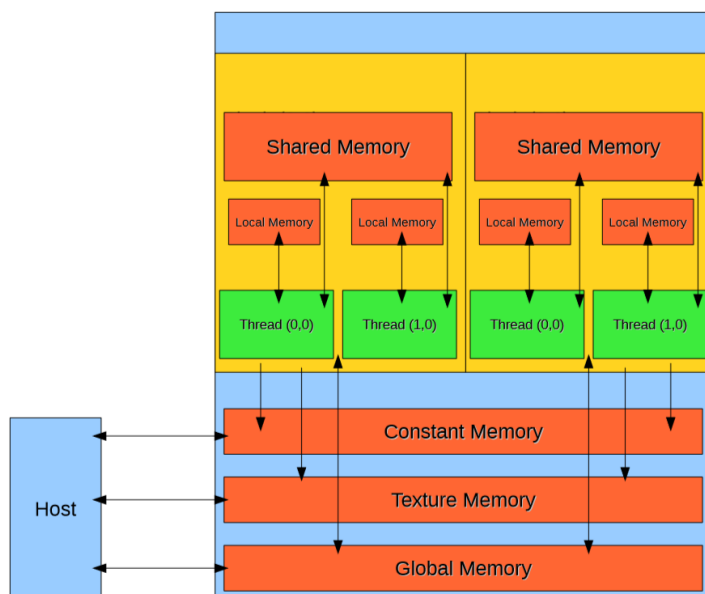 Shared Memory
Shared Memory
Local Memory
Local Memory
Local Memory
Local Memory
Thread (0,0)
Thread (1,0)
Thread (0,0)
Thread (1,0)
Constant Memory
Texture Memory
Host
Global Memory